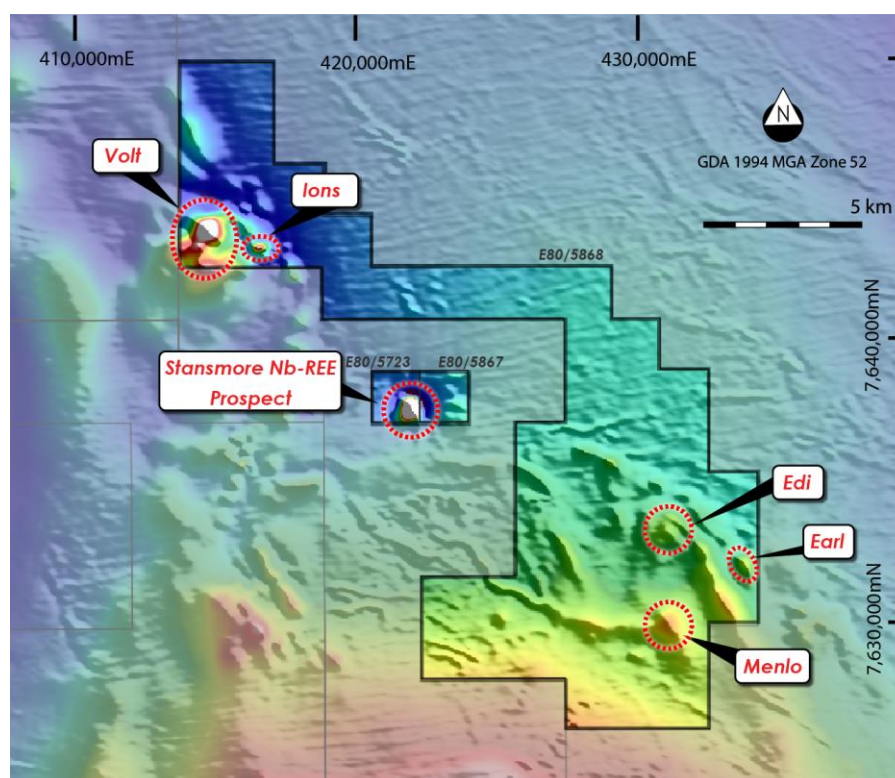 410,000mE
420,000mE
430,000mE
N
GDA 1994 MGA Zone 52
5 km
Volt
Ions
E80/5868
7,640,000mN
Stansmore Nb-REE
Prospect
E80/5723
E80/5867
Edi
Earl
7,630,000mN
Menlo